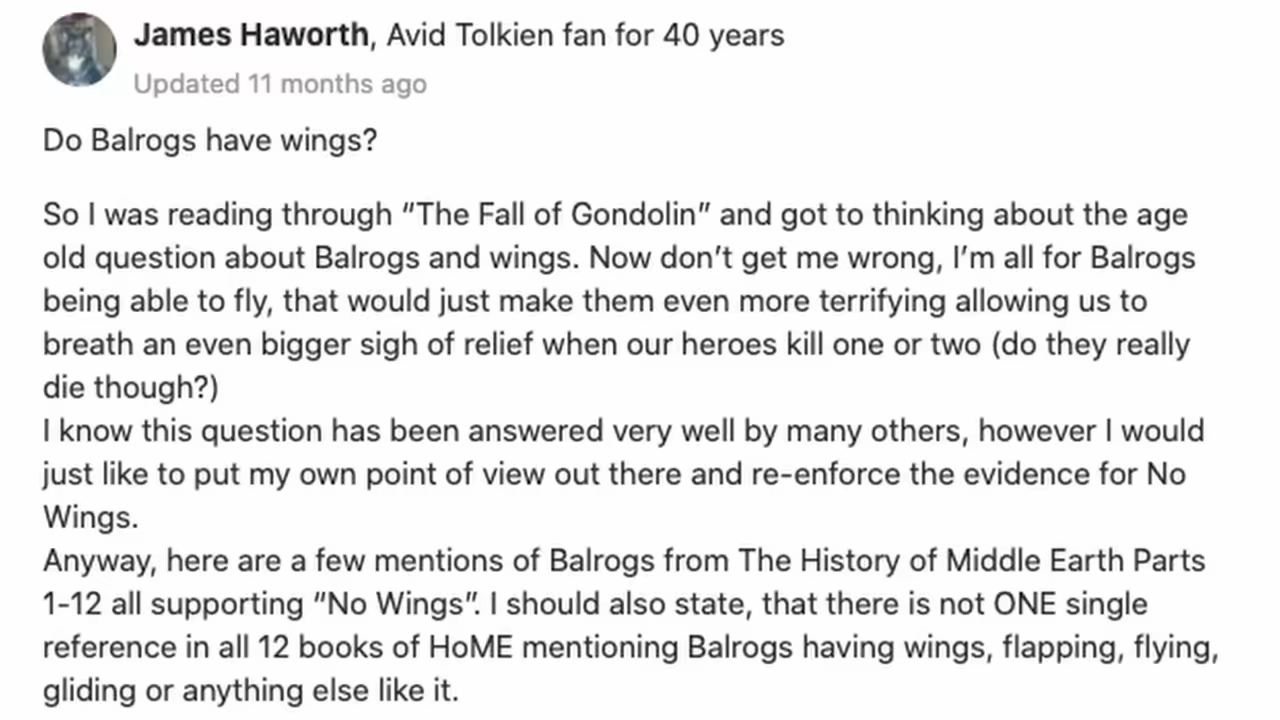 James Haworth, Avid Tolkien fan for 40 years
Updated 11 months ago
Do Balrogs have wings?
So I was reading through "The Fall of Gondolin" and got to thinking about the age
old question about Balrogs and wings. Now don't get me wrong, I'm all for Balrogs
being able to fly, that would just make them even more terrifying allowing us to
breath an even bigger sigh of relief when our heroes kill one or two (do they really
die though?)
I know this question has been answered very well by many others, however I would
just like to put my own point of view out there and re-enforce the evidence for No
Wings.
Anyway, here are a few mentions of Balrogs from The History of Middle Earth Parts
1-12 all supporting "No Wings". I should also state, that there is not ONE single
reference in all 12 books of HoME mentioning Balrogs having wings, flapping, flying,
gliding or anything else like it.